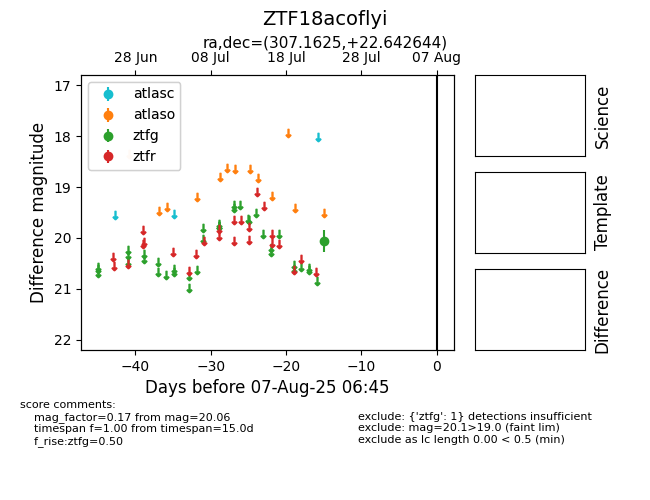 ZTF18acoflyi
ra,dec=(307.1625,+22.642644)
28 Jun 08 Jul 18 Jul 28 Jul 07 Aug
17
18
19
20
21
22
Difference magnitude
atlasc
atlaso
ztfg
ztfr
−40 −30 −20 −10 0
Days before 07-Aug-25 06:45
Science
Template
Difference
score comments:
mag_factor=0.17 from mag=20.06
timespan f=1.00 from timespan=15.0d
f_rise:ztfg=0.50
exclude: {'ztfg': 1} detections insufficient
exclude: mag=20.1>19.0 (faint lim)
exclude as lc length 0.00 < 0.5 (min)